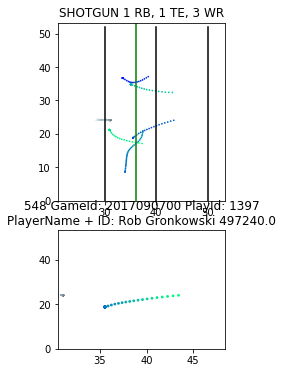 SHOTGUN 1 RB, 1 TE, 3 WR
50
40
30
20
10
0
30 40 50
548 GameId: 2017090700 PlayId: 1397
PlayerName + ID: Rob Gronkowski 497240.0
40
20
0
35 40 45